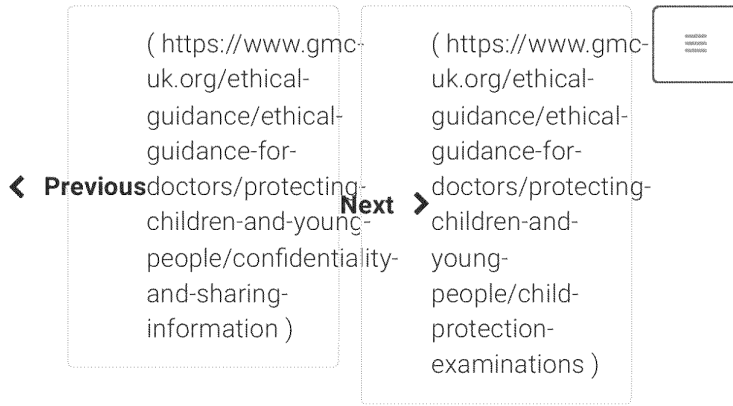 Previous
( https://www.gmc-
uk.org/ethical-
guidance/ethical-
guidance-for-
doctors/protecting-
children-and-young-
people/confidentiality-
and-sharing-
information )
Next
( https://www.gmc-
uk.org/ethical-
guidance/ethical-
guidance-for-
doctors/protecting-
children-and-
young-
people/child-
protection-
examinations )